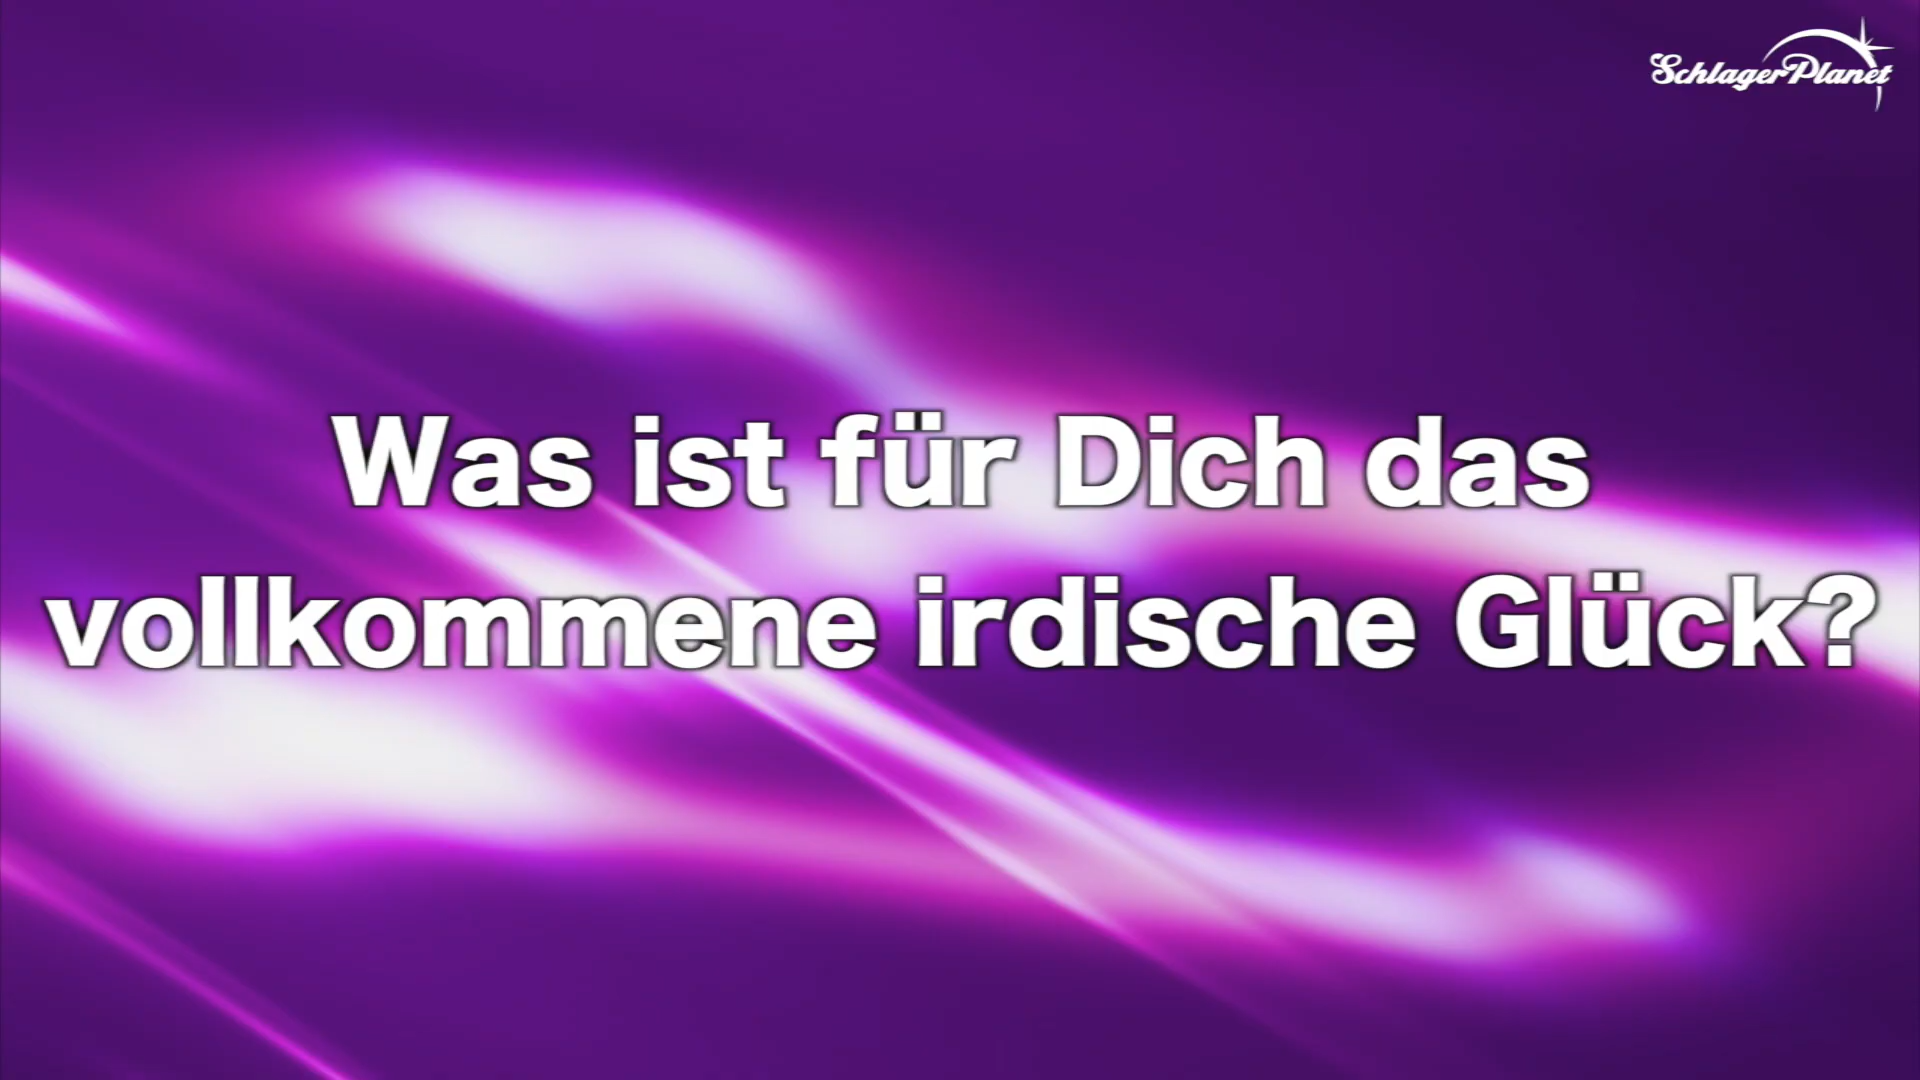 SchlagerPlanet
Was ist für Dich das
vollkommene irdische Glück?